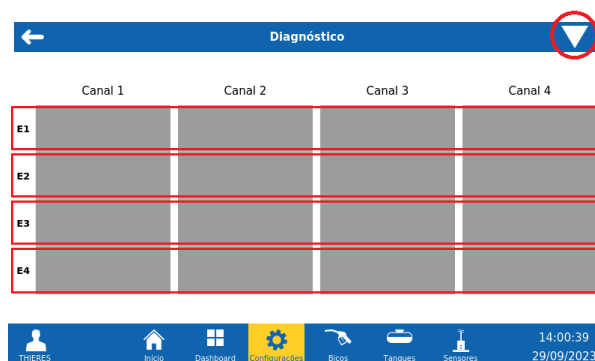 Diagnóstico
Canal 1 Canal 2 Canal 3 Canal 4
E1
E2
E3
E4
THIERES Início Dashboard Configurações Bicos Tanques Sensores
14:00:39
29/09/2023